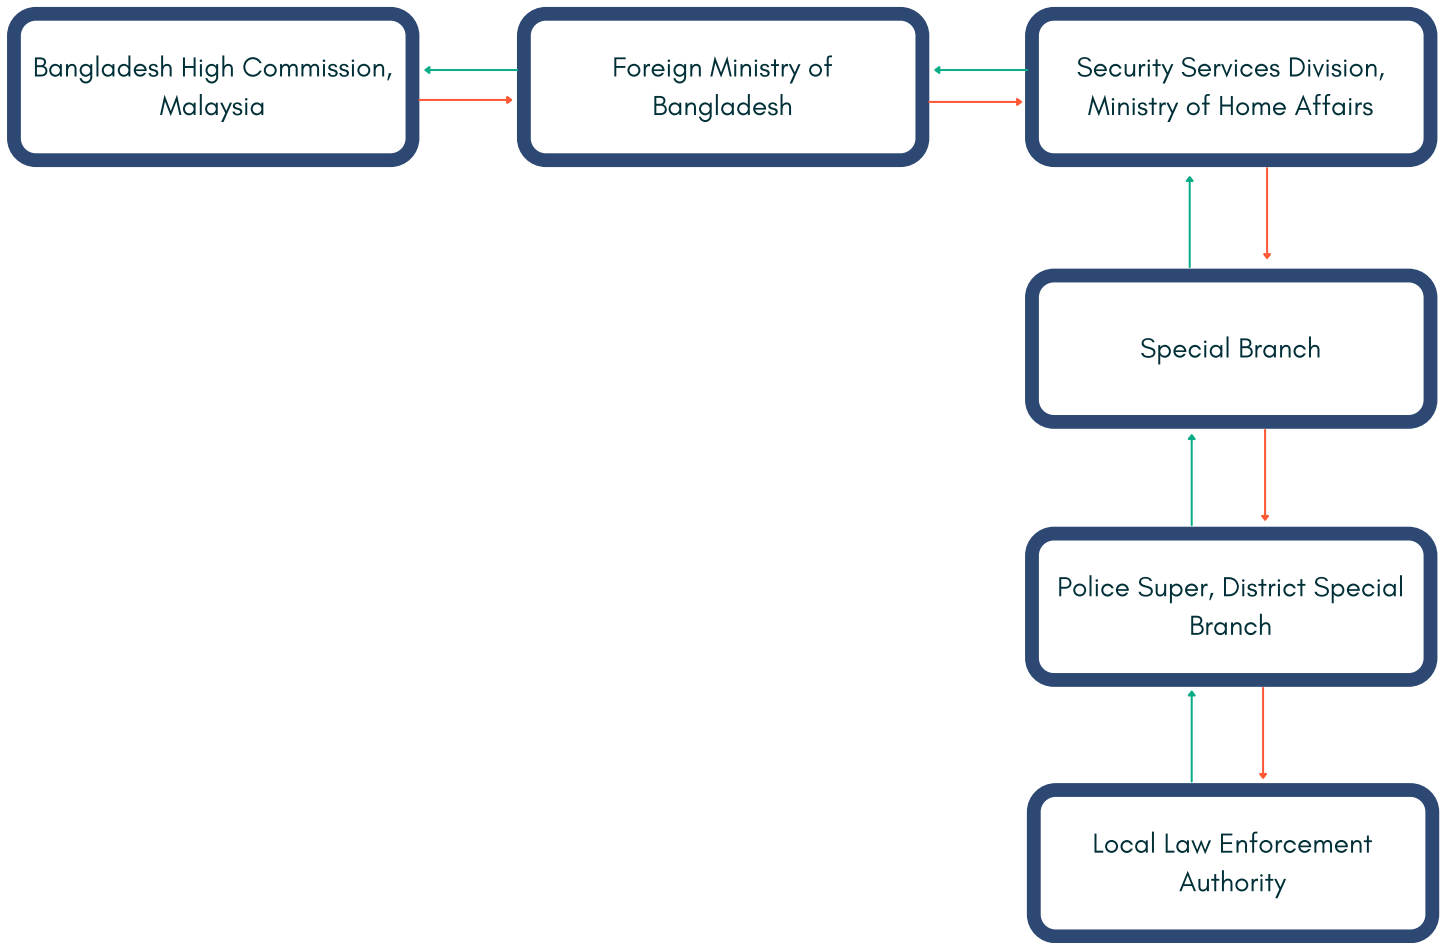 Bangladesh High Commission,
Malaysia
Foreign Ministry of
Bangladesh
Security Services Division,
Ministry of Home Affairs
Special Branch
Police Super, District Special
Branch
Local Law Enforcement
Authority